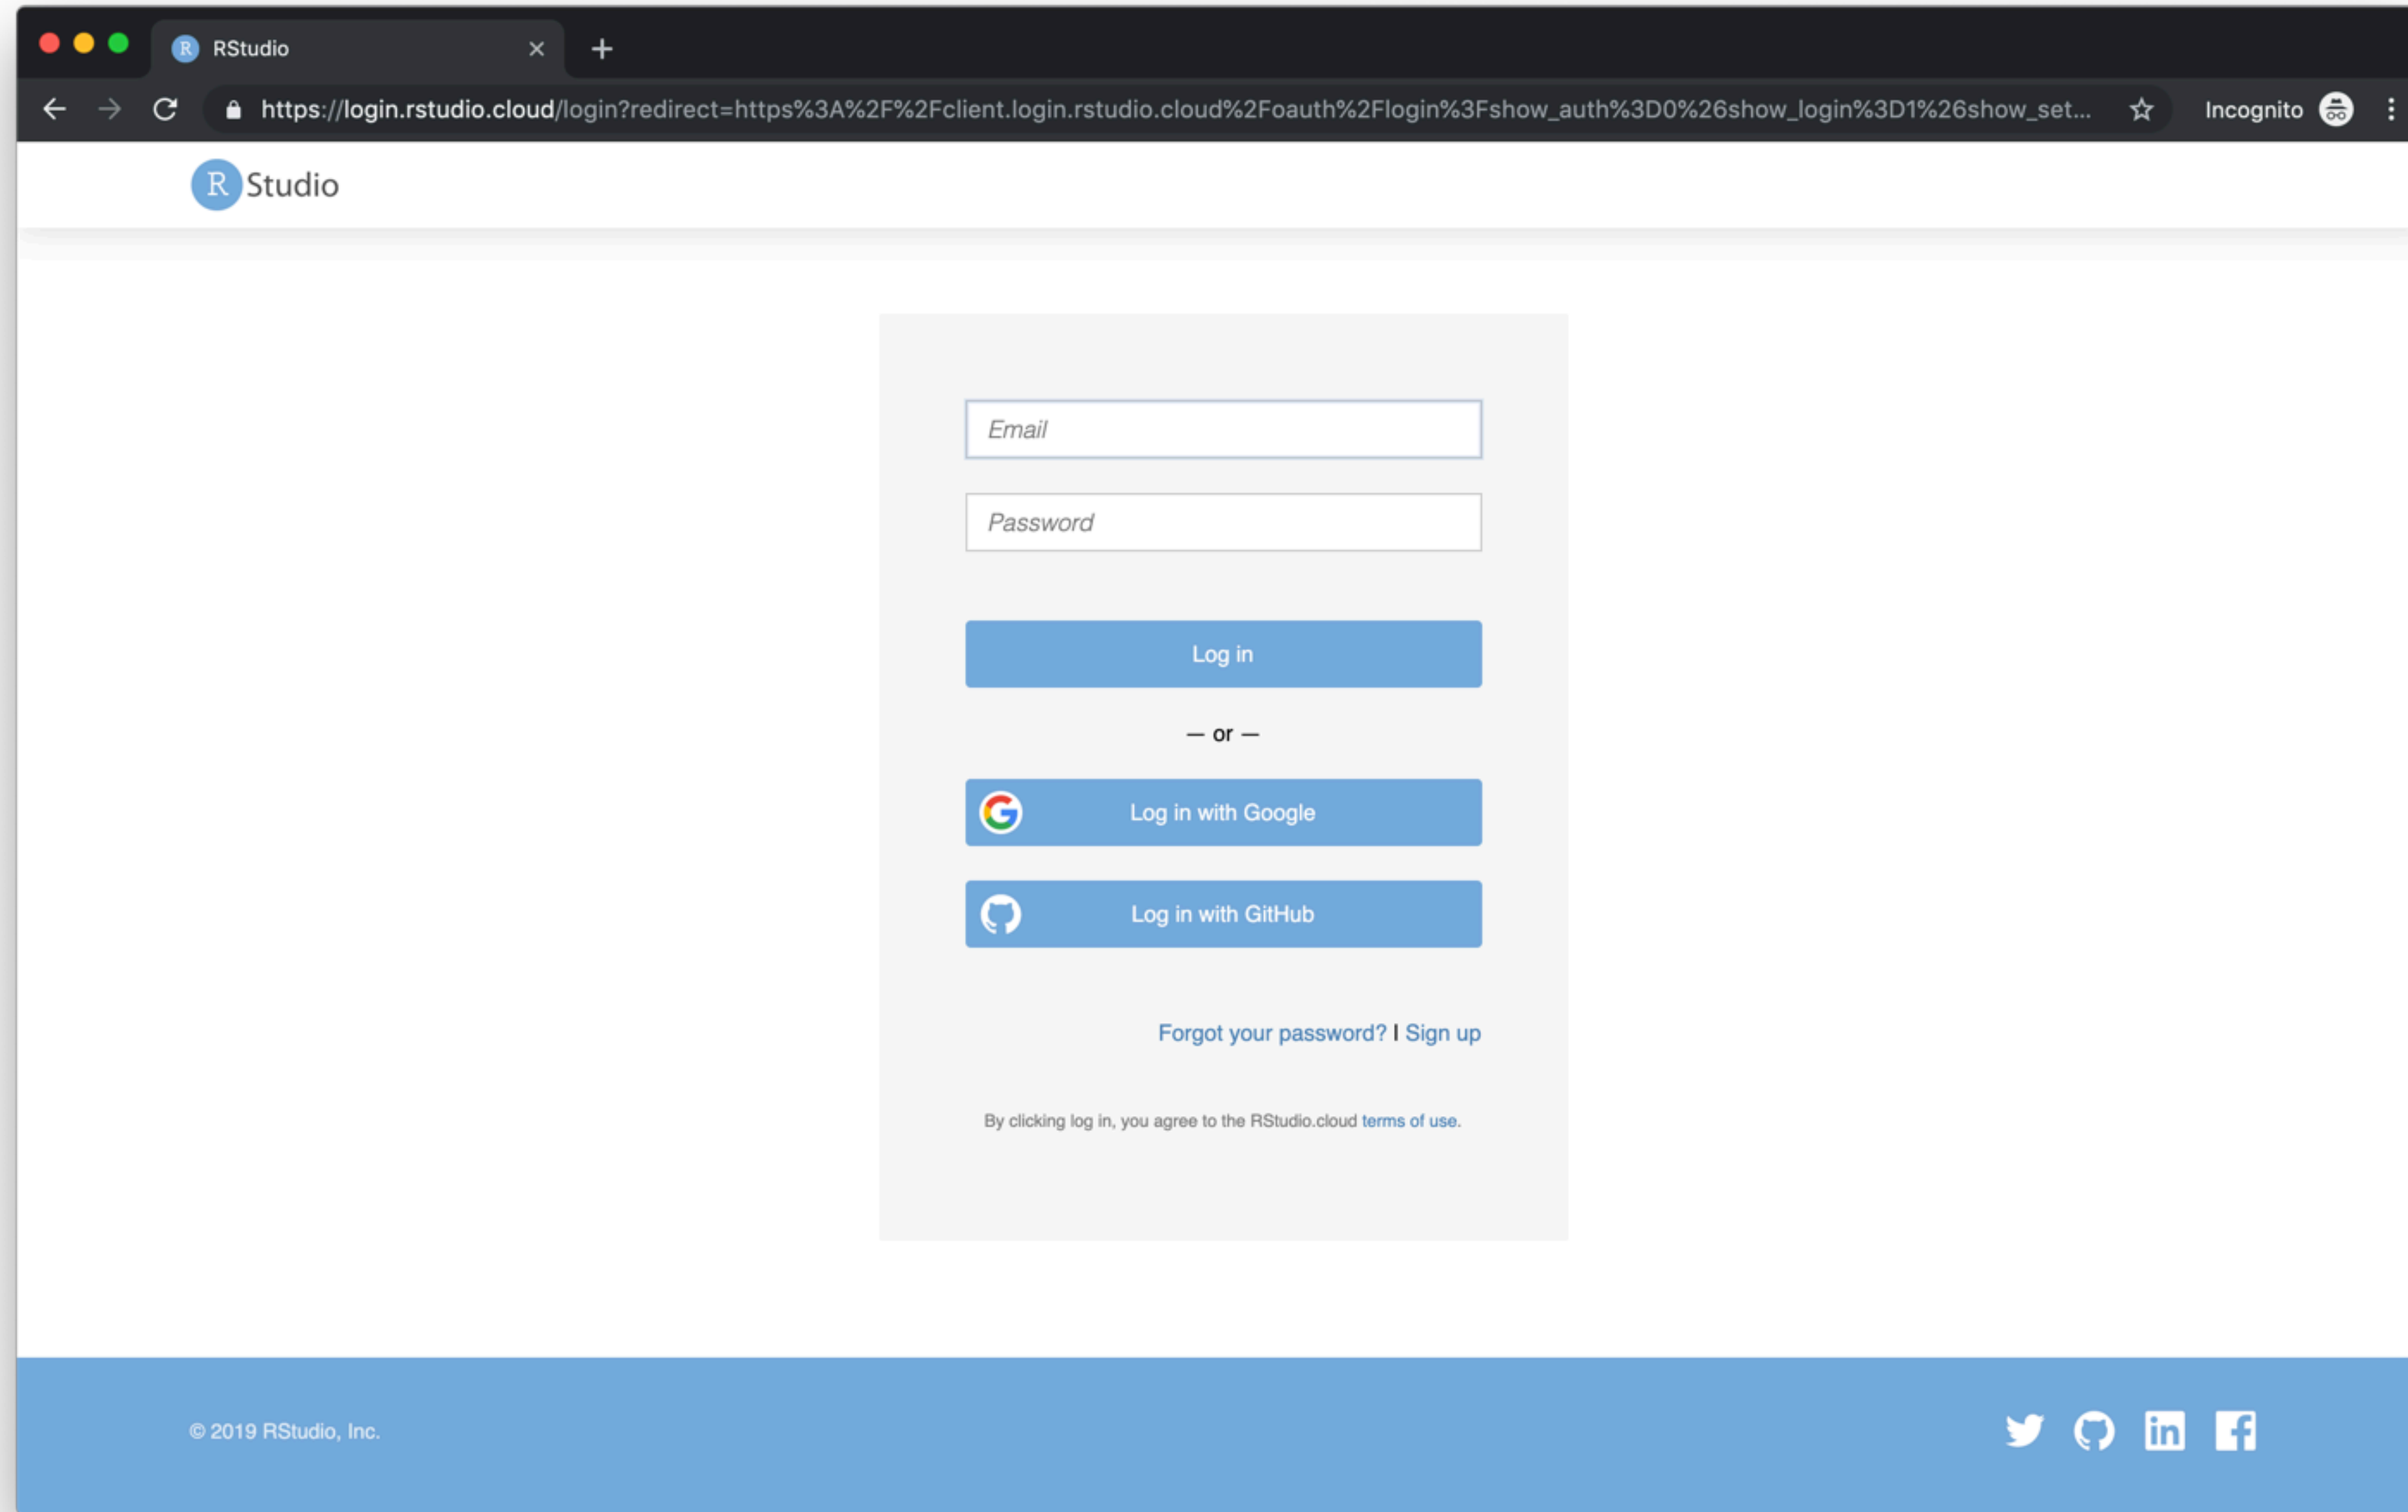 RStudio
https://login.rstudio.cloud/login?redirect=https%3A%2F%2Fclient.login.rstudio.cloud%2Foauth%2Flogin%3Fshow_auth%3D0%26show_login%3D1%26show_set...
Incognito
R Studio
Email
Password
Log in
— or —
Log in with Google
Log in with GitHub
Forgot your password? | Sign up
By clicking log in, you agree to the RStudio.cloud terms of use.
© 2019 RStudio, Inc.